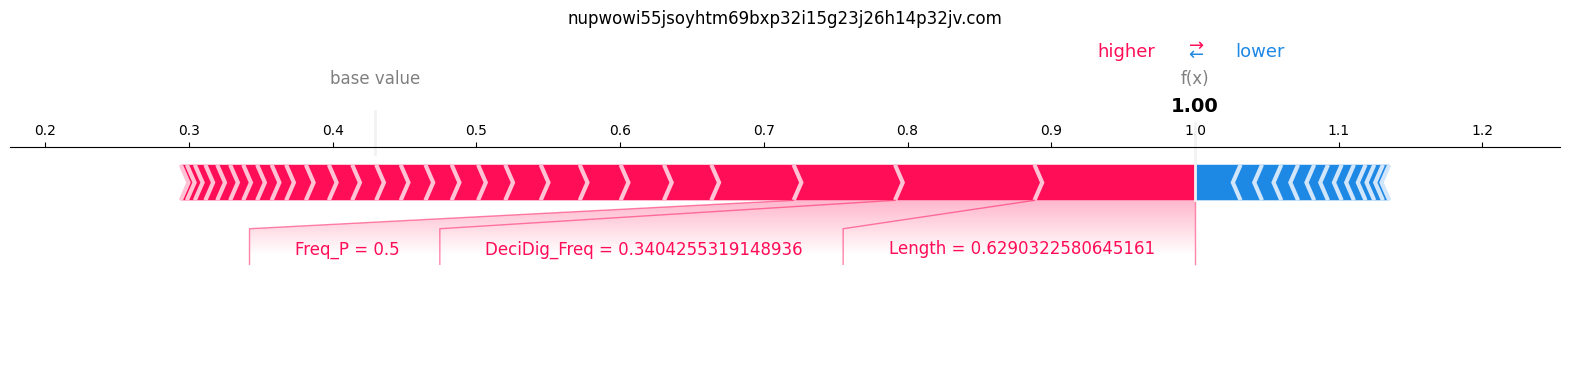 nupwowi55jsoyhtm69bxp32i15g23j26h14p32jv.com
higher ⇄ lower
base value f(x)
1.00
0.2 0.3 0.4 0.5 0.6 0.7 0.8 0.9 1.0 1.1 1.2
Freq_P = 0.5 DeciDig_Freq = 0.3404255319148936 Length = 0.6290322580645161